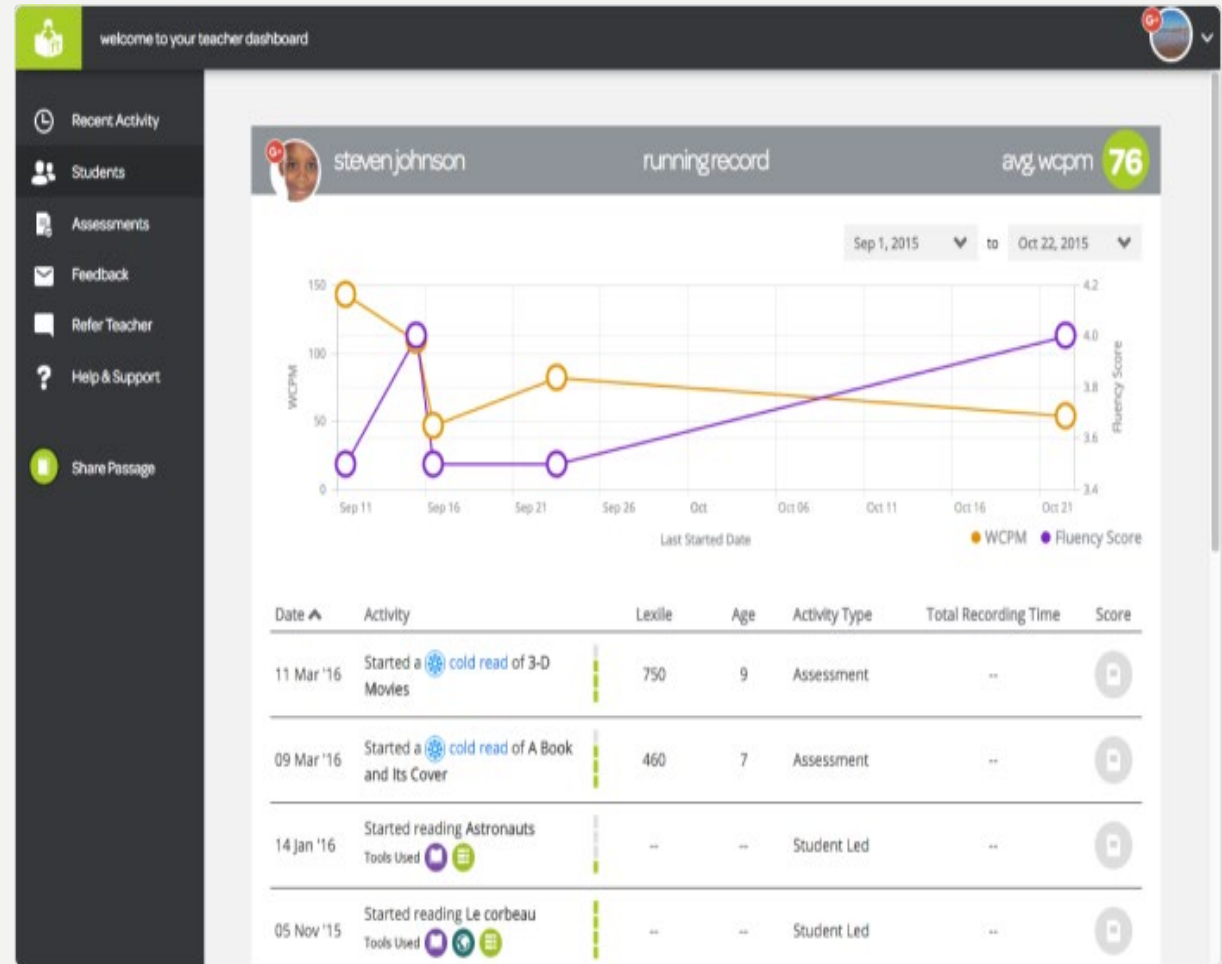 welcome to your teacher dashboard
G+
Recent Activity
Students
Assessments
Feedback
Refer Teacher
? Help & Support
Share Passage
G+
steven johnson running record avg. wcpm 76
Sep 1, 2015 to Oct 22, 2015
150 4.2
100 4.0
3.8
50
3.6
0 3.4
WCPM
Fluency Score
Sep 11 Sep 16 Sep 21 Sep 26 Oct Oct 06 Oct 11 Oct 16 Oct 21
Last Started Date
WCPM Fluency Score
Date Activity Lexile Age Activity Type Total Recording Time Score
11 Mar '16 Started a cold read of 3-D 750 9 Assessment --
Movies
09 Mar '16 Started a cold read of A Book 460 7 Assessment --
and Its Cover
14 Jan '16 Started reading Astronauts -- -- Student Led --
Tools Used
05 Nov '15 Started reading Le corbeau -- -- Student Led --
Tools Used